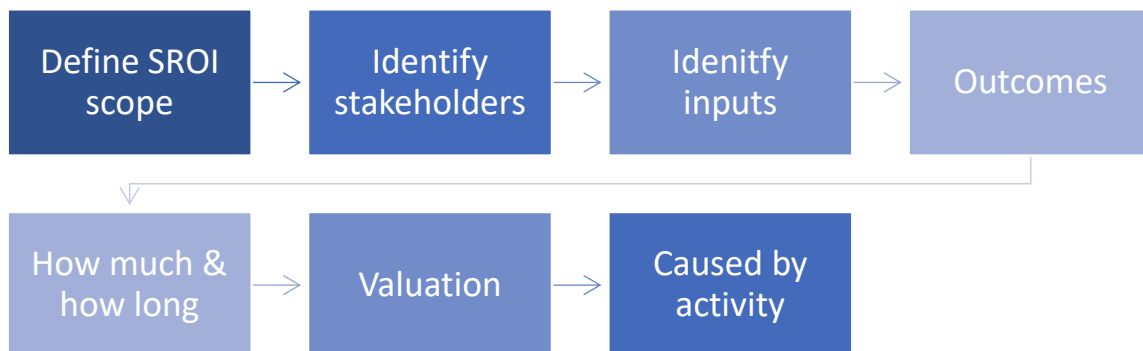 Define SROI
scope
Identify
stakeholders
Idenitfy
inputs
Outcomes
How much &
how long
Valuation
Caused by
activity